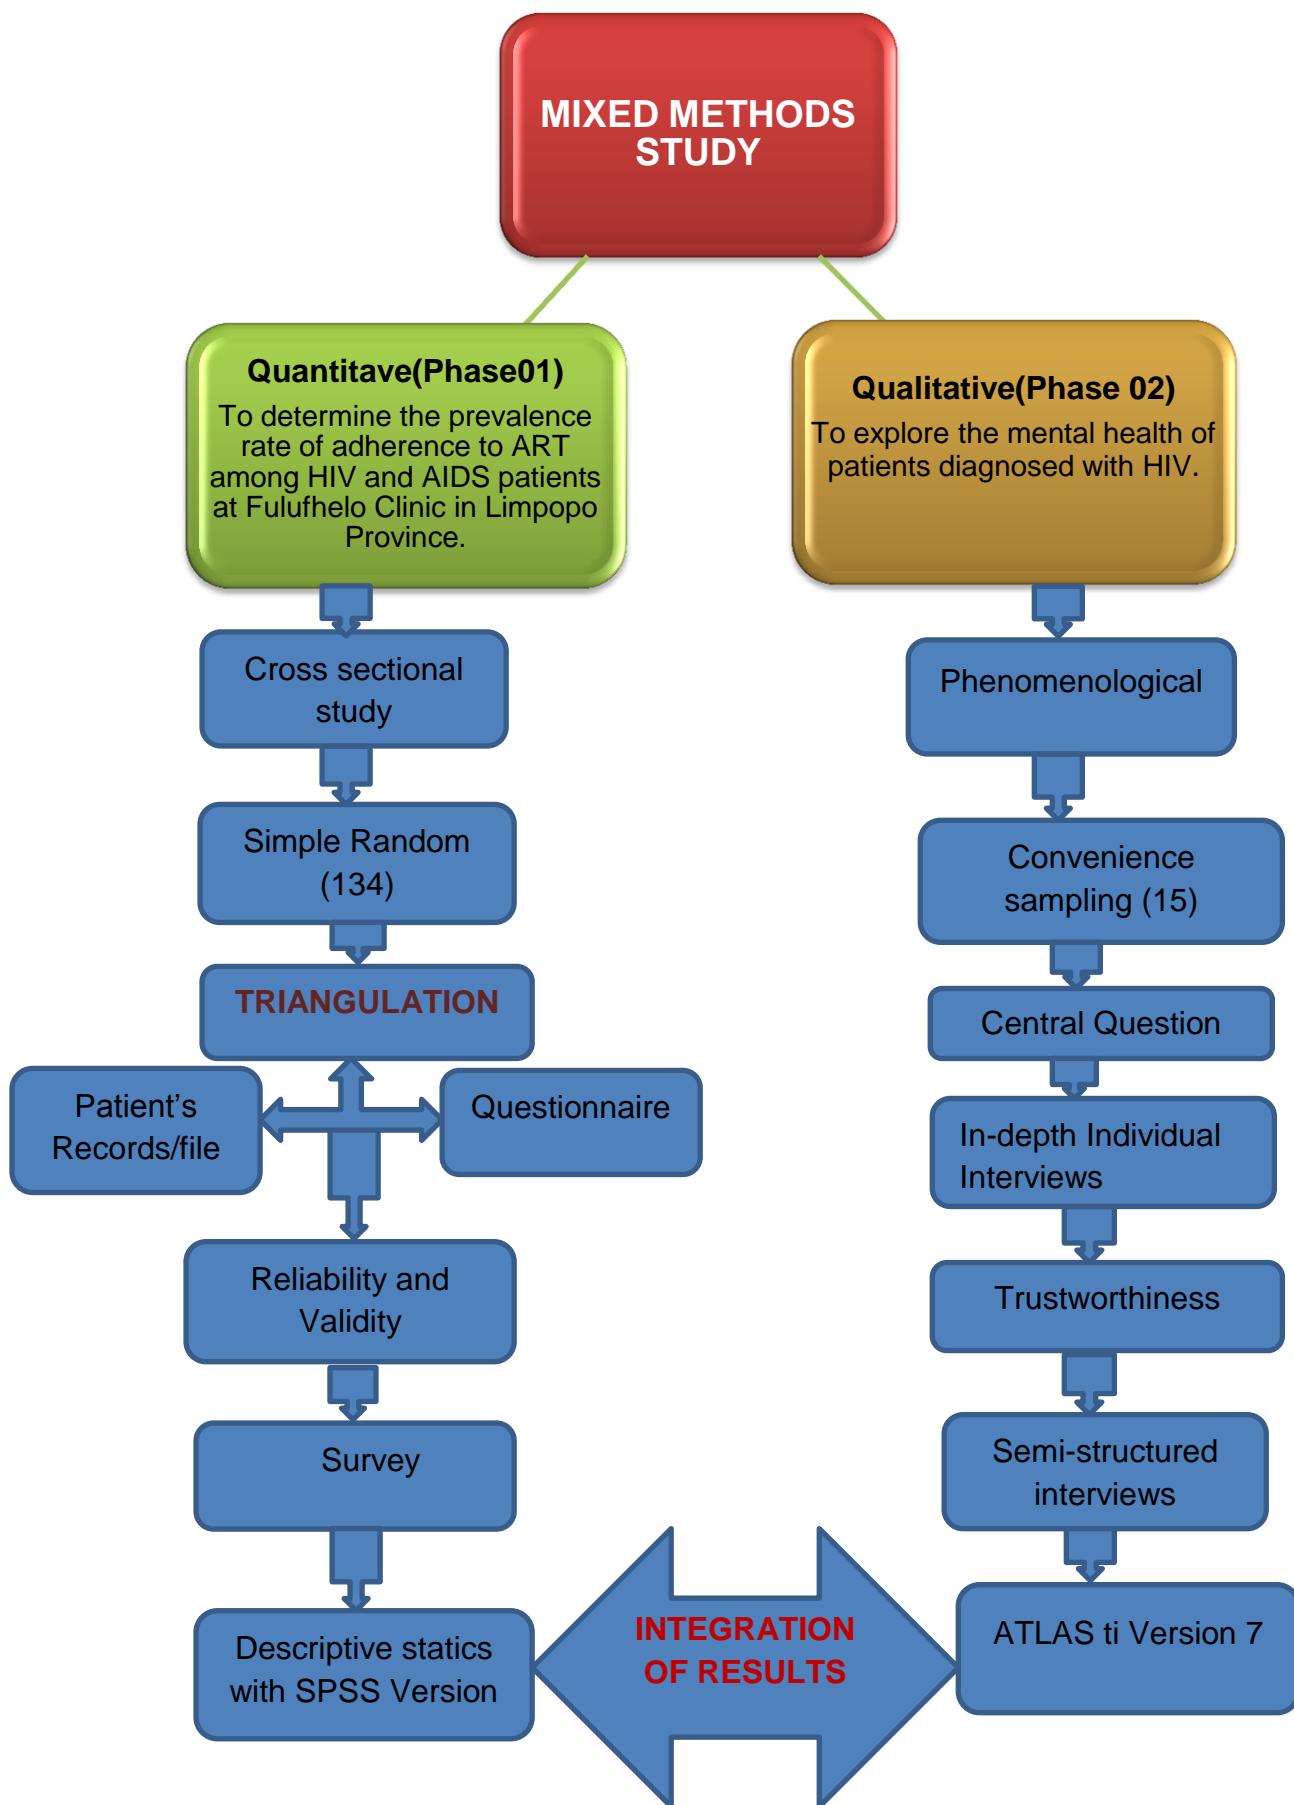 MIXED METHODS
STUDY
Quantitave(Phase01)
To determine the prevalence
rate of adherence to ART
among HIV and AIDS patients
at Fulufhelo Clinic in Limpopo
Province.
Qualitative(Phase 02)
To explore the mental health of
patients diagnosed with HIV.
Cross sectional
study
Simple Random
(134)
TRIANGULATION
Patient's
Records/file
Questionnaire
Reliability and
Validity
Survey
Descriptive statics
with SPSS Version
Phenomenological
Convenience
sampling (15)
Central Question
In-depth Individual
Interviews
Trustworthiness
Semi-structured
interviews
ATLAS ti Version 7
INTEGRATION
OF RESULTS